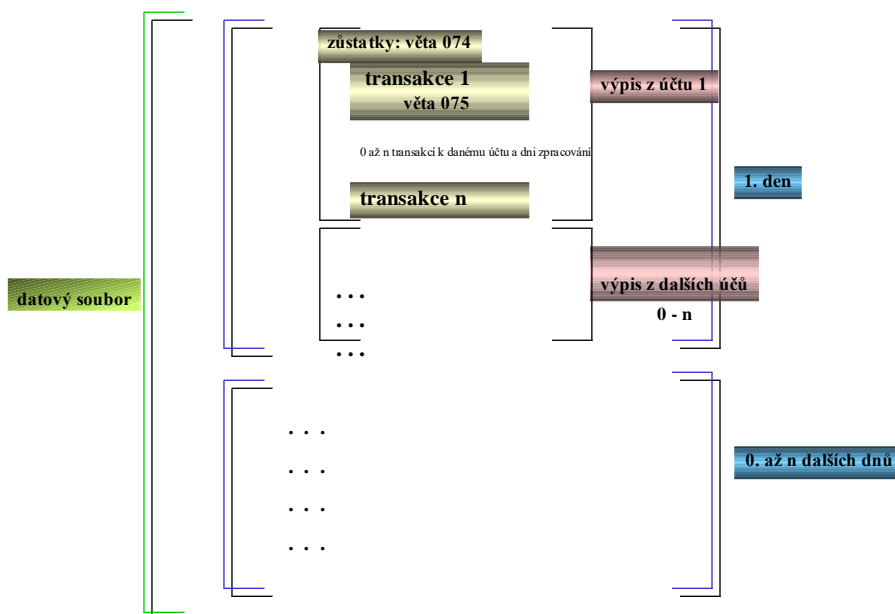 zůstatky: věta 074
transakce 1
věta 075
výpis z účtu 1
0 až n transakcí k danému účtu a dni zpracování
1. den
transakce n
datový soubor
výpis z dalších účů
...
0 - n
...
...
. . .
0. až n dalších dnů
. . .
. . .
. . .